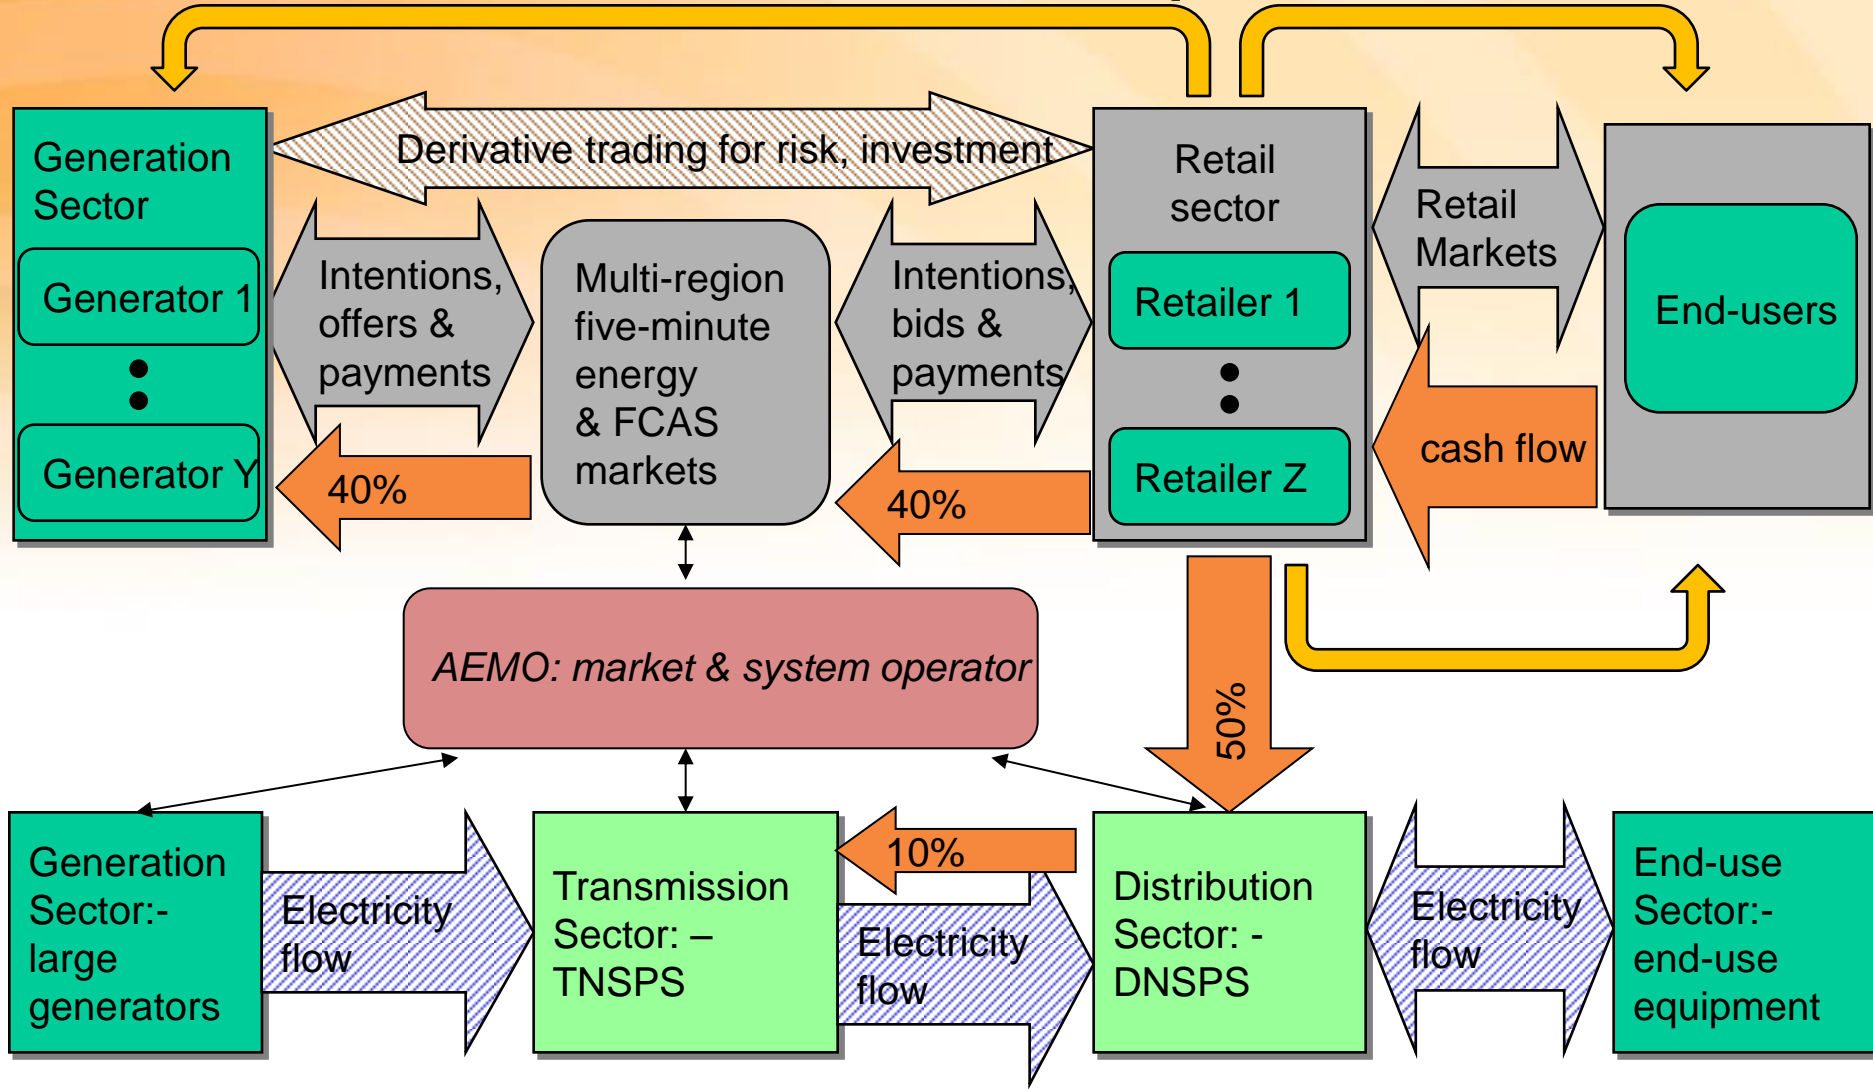 Generation
Sector
Generator 1
Generator Y
Derivative trading for risk, investment
Intentions,
offers &
payments
40%
Multi-region
five-minute
energy
& FCAS
markets
Intentions,
bids &
payments
40%
Retail
sector
Retailer 1
Retailer Z
Retail
Markets
cash flow
End-users
AEMO: market & system operator
50%
Generation
Sector:-
large
generators
Electricity
flow
Transmission
Sector: –
TNSPS
10%
Electricity
flow
Distribution
Sector: -
DNSPS
Electricity
flow
End-use
Sector:-
end-use
equipment